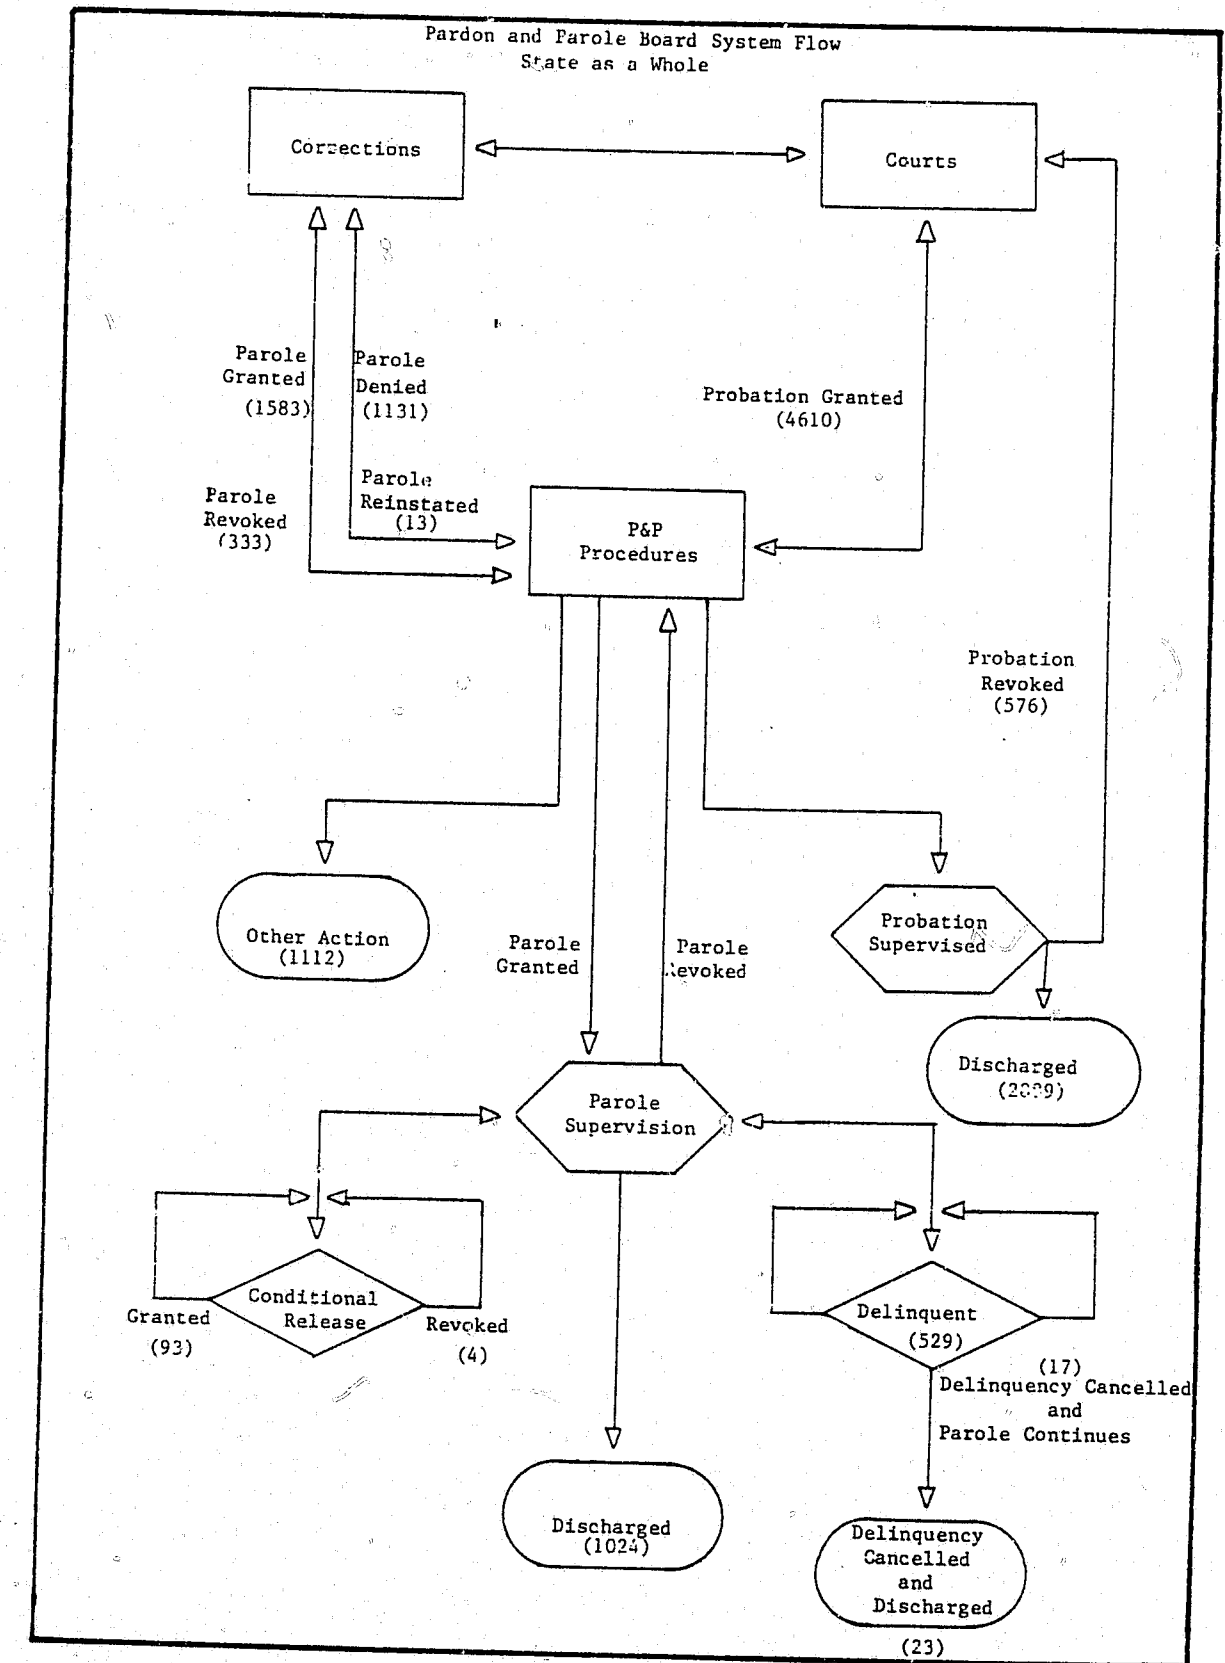 Pardon and Parole Board System Flow
State as a Whole
Corrections
Courts
Parole
Granted
(1583)
Parole
Denied
(1131)
Probation Granted
(4610)
Parole
Revoked
(333)
Parole
Reinstated
(13)
P&P
Procedures
Probation
Revoked
(576)
Other Action
(1112)
Parole
Granted
Parole
Revoked
Probation
Supervised
Discharged
Parole
Supervision
Conditional
Release
Granted
(93)
Revoked
(4)
Delinquent
(529)
(17)
Delinquency Cancelled
and
Parole Continues
Discharged
(1024)
Delinquency
Cancelled
and
Discharged
(23)